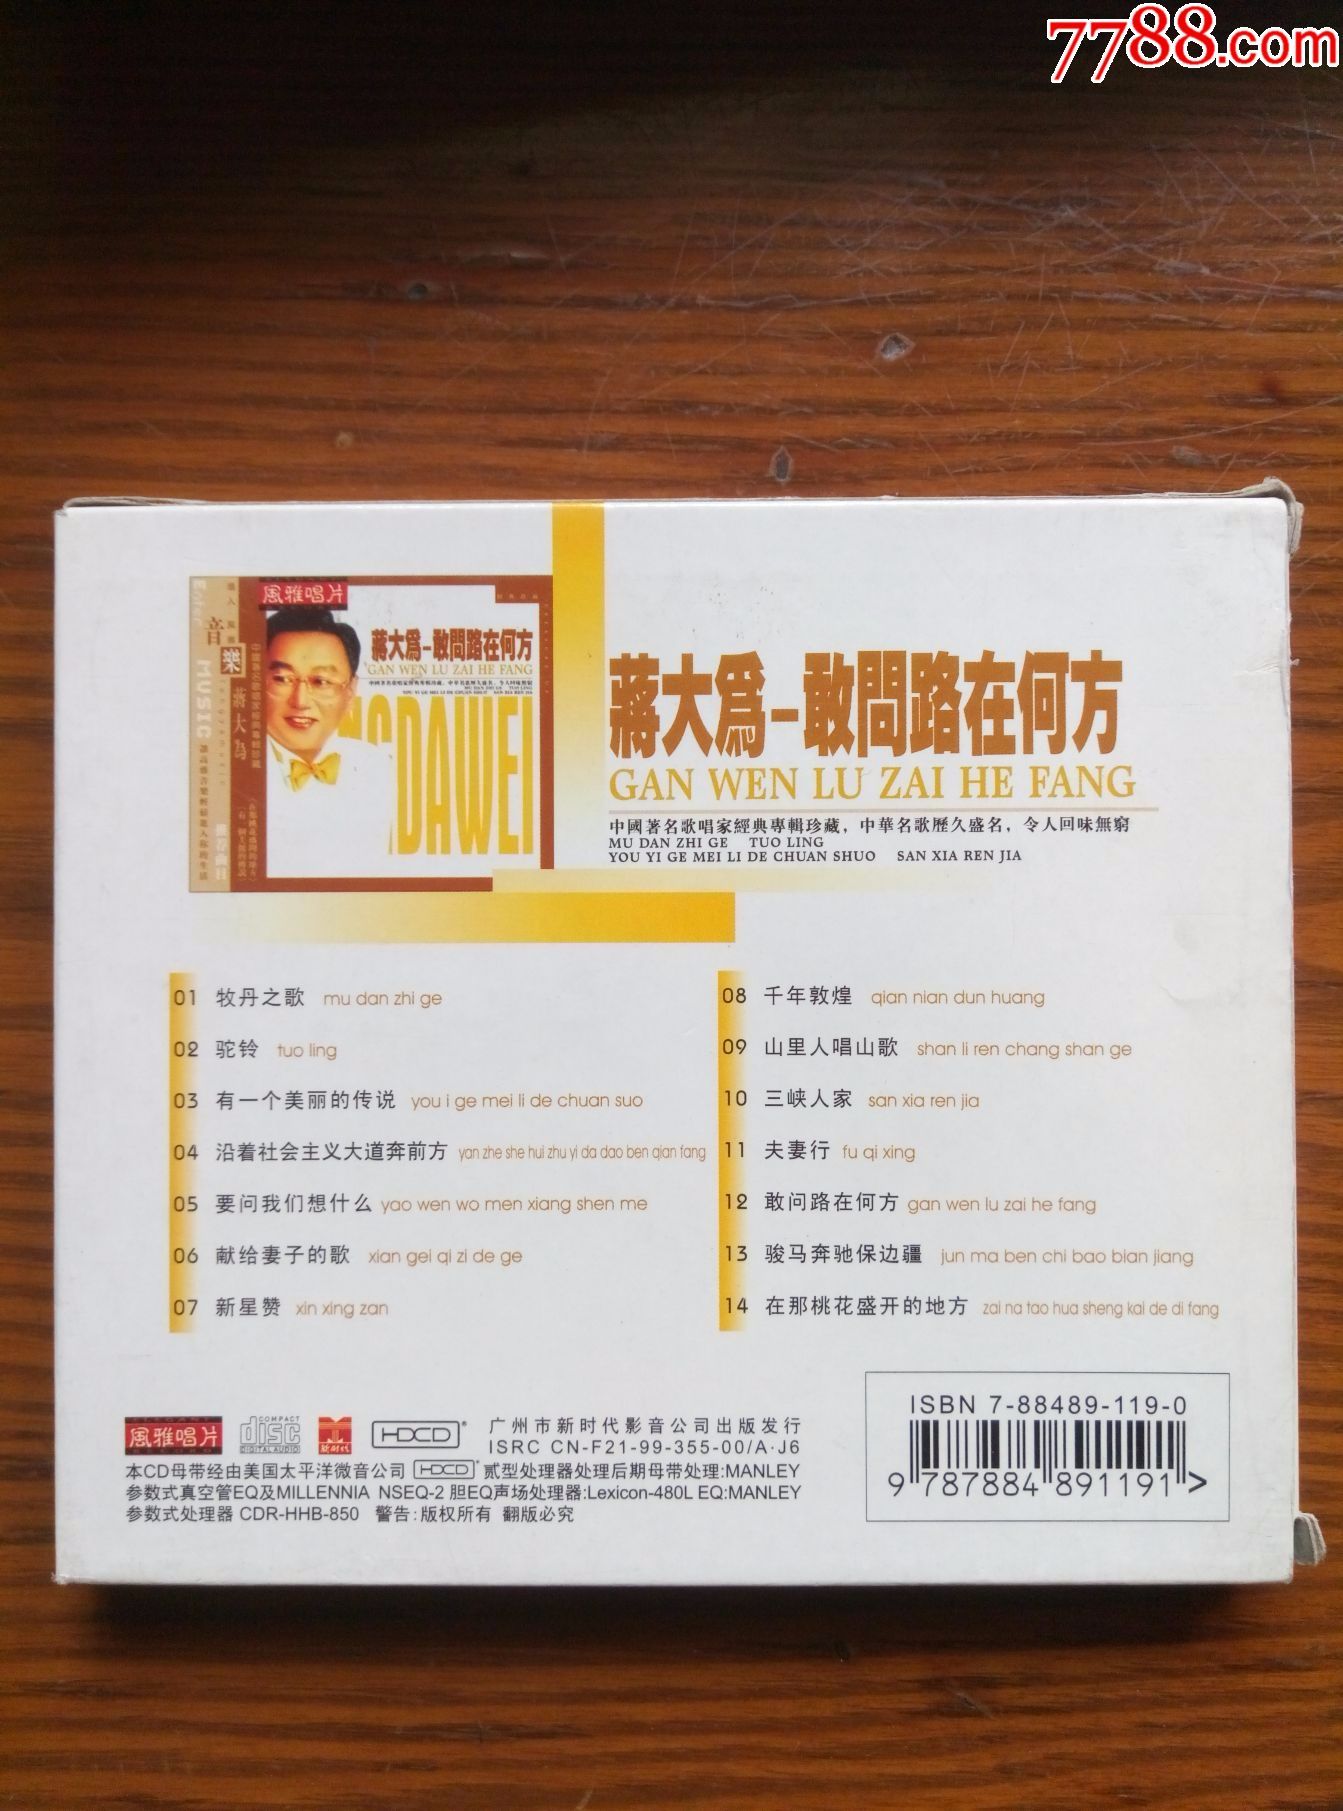 7788.com
風雅唱片
音樂
MUSIC
蔣大為
蔣大為-敢問路在何方
GAN WEN LU ZAI HE FANG
DAWEI
蔣大為-敢問路在何方
GAN WEN LU ZAI HE FANG
中國著名歌唱家經典專輯珍藏，中華名歌歷久盛名，令人回味無窮
MU DAN ZHI GE TUO LING
YOU YI GE MEI LI DE CHUAN SHUO SAN XIA REN JIA
01 牧丹之歌 mu dan zhi ge
02 驼铃 tuo ling
03 有一个美丽的传说 you i ge mei li de chuan suo
04 沿着社会主义大道奔前方 yan zhe she hui zhu yi da dao ben qian fang
05 要问我们想什么 yao wen wo men xiang shen me
06 献给妻子的歌 xian gei qi zi de ge
07 新星赞 xin xing zan
08 千年敦煌 qian nian dun huang
09 山里人唱山歌 shan li ren chang shan ge
10 三峡人家 san xia ren jia
11 夫妻行 fu qi xing
12 敢问路在何方 gan wen lu zai he fang
13 骏马奔驰保边疆 jun ma ben chi bao bian jiang
14 在那桃花盛开的地方 zai na tao hua sheng kai de di fang
風雅唱片
COMPACT
disc
DIGITAL AUDIO
新时代
HDCD
广州市新时代影音公司出版发行
ISRC CN-F21-99-355-00/A·J6
本CD母带经由美国太平洋微音公司 HDCD 贰型处理器处理后期母带处理:MANLEY
参数式真空管EQ及MILLENNIA NSEQ-2 胆EQ声场处理器:Lexicon-480L EQ:MANLEY
参数式处理器 CDR-HHB-850 警告:版权所有 翻版必究
ISBN 7-88489-119-0
9 787884 891191 >